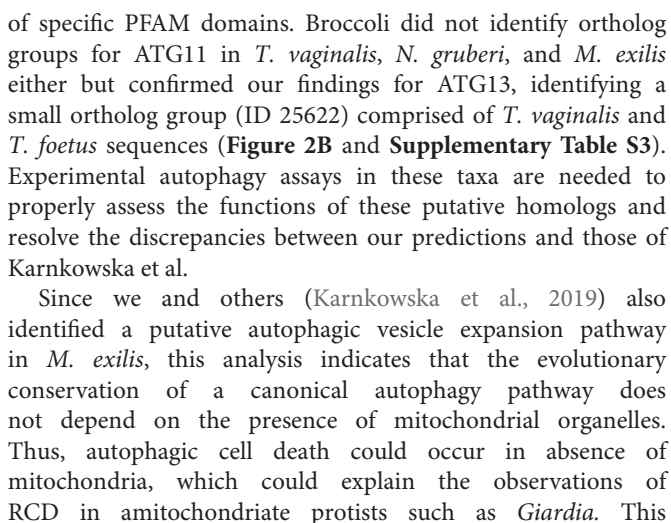 of specific PFAM domains. Broccoli did not identify ortholog
groups for ATG11 in T. vaginalis, N. gruberi, and M. exilis
either but confirmed our findings for ATG13, identifying a
small ortholog group (ID 25622) comprised of T. vaginalis and
T. foetus sequences (Figure 2B and Supplementary Table S3).
Experimental autophagy assays in these taxa are needed to
properly assess the functions of these putative homologs and
resolve the discrepancies between our predictions and those of
Karnkowska et al.
Since we and others (Karnkowska et al., 2019) also
identified a putative autophagic vesicle expansion pathway
in M. exilis, this analysis indicates that the evolutionary
conservation of a canonical autophagy pathway does
not depend on the presence of mitochondrial organelles.
Thus, autophagic cell death could occur in absence of
mitochondria, which could explain the observations of
RCD in amitochondriate protists such as Giardia. This